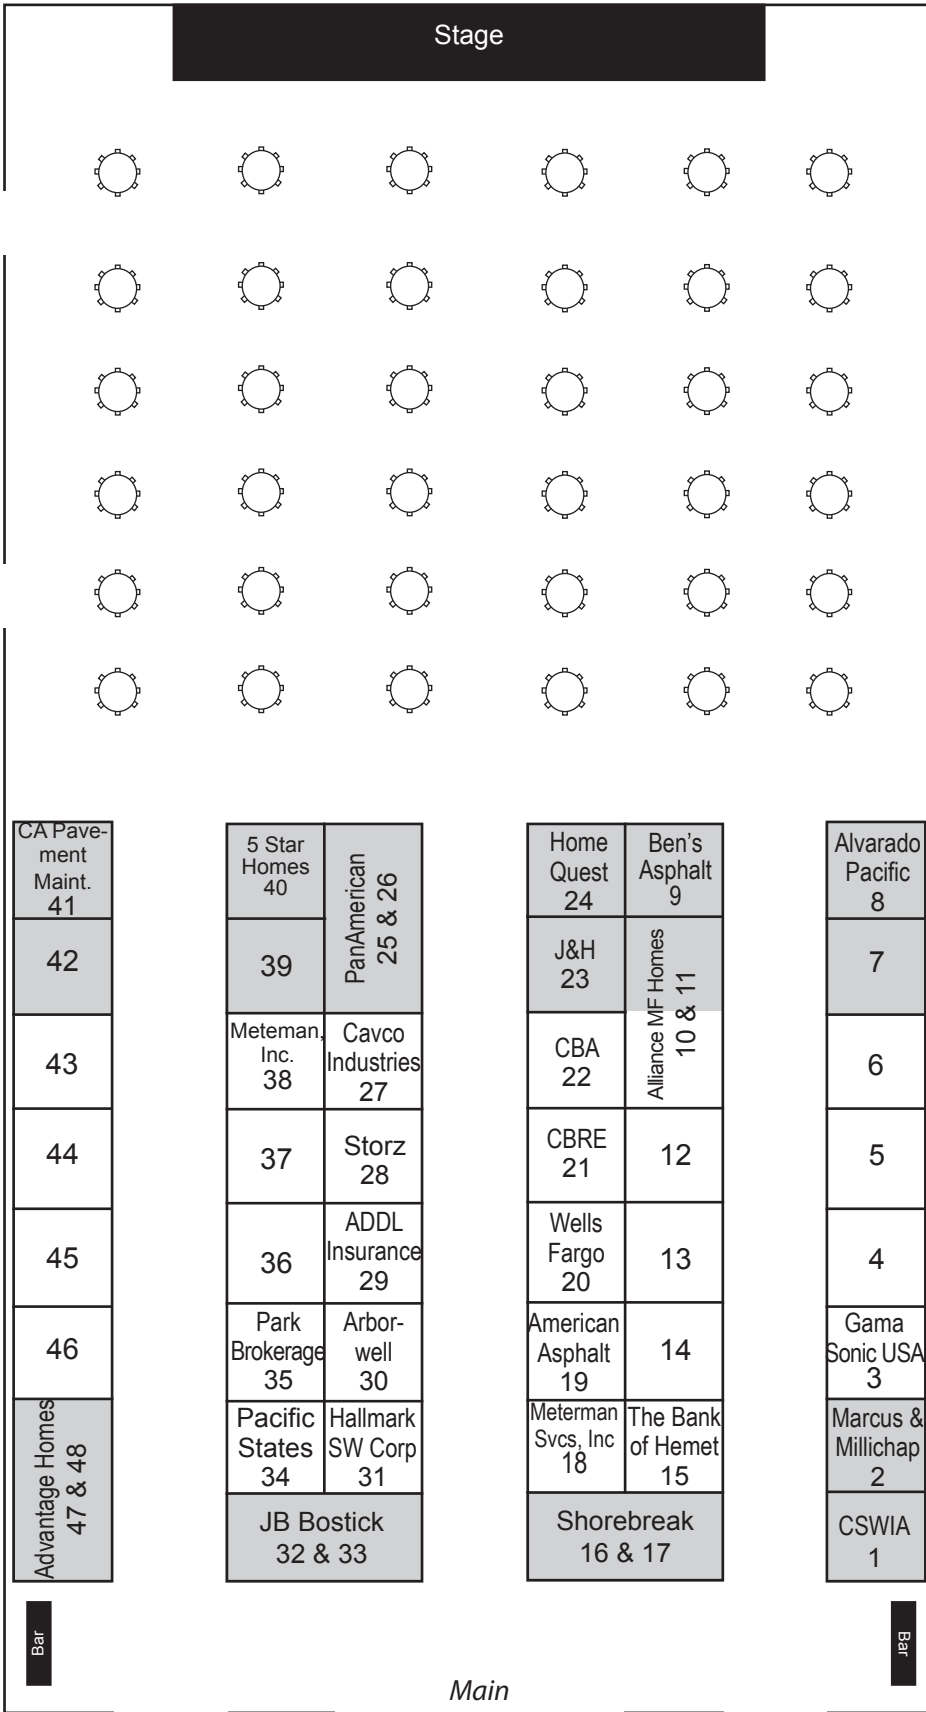 Stage
CA Pave-
ment
Maint.
41
42
43
44
45
46
Advantage Homes
47 & 48
5 Star
Homes
40
39
Meteman,
Inc.
38
37
36
Park
Brokerage
35
Pacific
States
34
PanAmerican
25 & 26
Cavco
Industries
27
Storz
28
ADDL
Insurance
29
Arbor-
well
30
Hallmark
SW Corp
31
JB Bostick
32 & 33
Home
Quest
24
J&H
23
CBA
22
CBRE
21
Wells
Fargo
20
American
Asphalt
19
Meterman
Svcs, Inc
18
Ben's
Asphalt
9
Alliance MF Homes
10 & 11
12
13
14
The Bank
of Hemet
15
Shorebreak
16 & 17
Alvarado
Pacific
8
7
6
5
4
Gama
Sonic USA
3
Marcus &
Millichap
2
CSWIA
1
Bar
Bar
Main